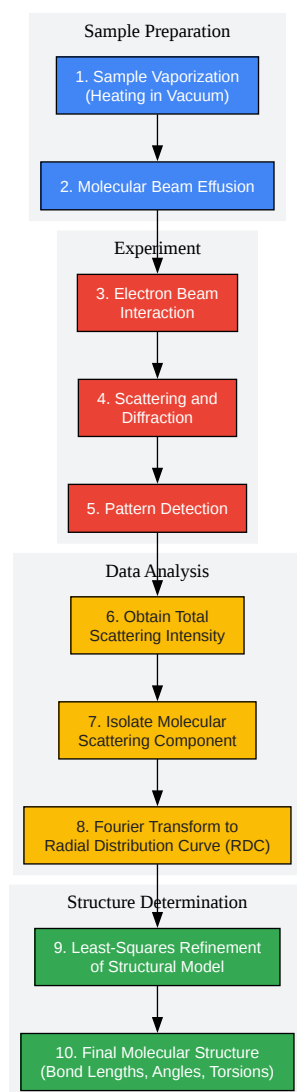 Sample Preparation
1. Sample Vaporization
(Heating in Vacuum)
2. Molecular Beam Effusion
Experiment
3. Electron Beam
Interaction
4. Scattering and
Diffraction
5. Pattern Detection
Data Analysis
6. Obtain Total
Scattering Intensity
7. Isolate Molecular
Scattering Component
8. Fourier Transform to
Radial Distribution Curve (RDC)
Structure Determination
9. Least-Squares Refinement
of Structural Model
10. Final Molecular Structure
(Bond Lengths, Angles, Torsions)